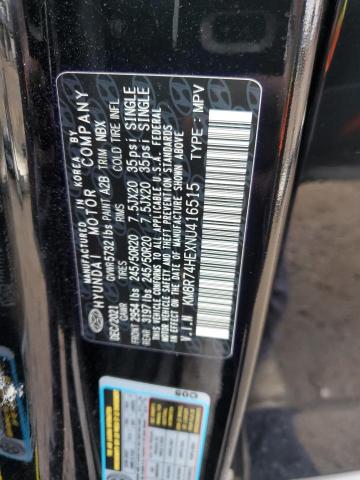 MANUFACTURED IN KOREA BY
HYUNDAI MOTOR COMPANY
DEC/2021 GVWR 5732 lbs PAINT A2B TRIM NBX
TIRES RIMS COLD TIRE INFL.
FRONT 2954 lbs 245/50R20 7.5JX20 35psi SINGLE
REAR 3197 lbs 245/50R20 7.5JX20 35psi SINGLE
THIS VEHICLE CONFORMS TO ALL
APPLICABLE U.S.A. FEDERAL
MOTOR VEHICLE SAFETY, BUMPER,
AND THEFT PREVENTION STANDARDS
IN EFFECT ON THE DATE OF
MANUFACTURE SHOWN ABOVE.
V.I.N KM8R74HEXNU416515 TYPE: MPV
C05